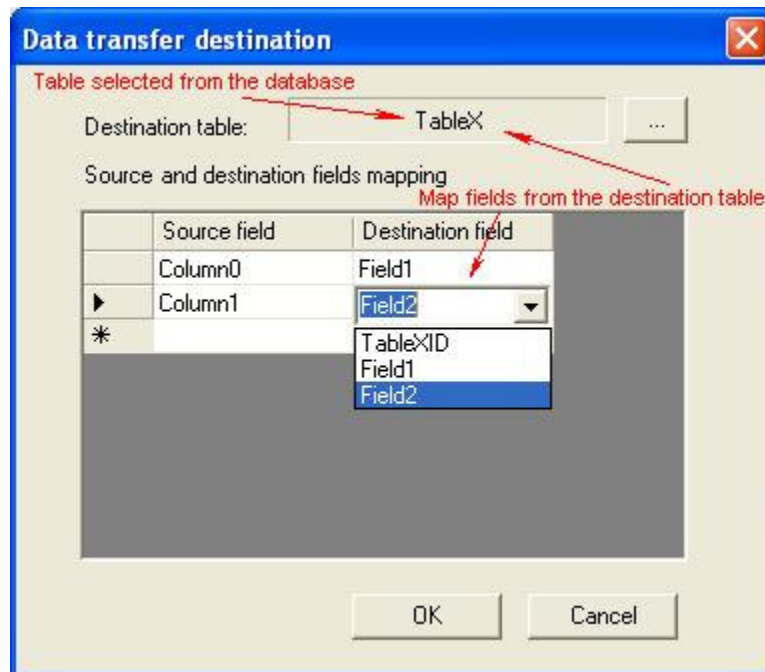 Data transfer destination
Table selected from the database
Destination table: TableX ...
Source and destination fields mapping
Map fields from the destination table
Source field Destination field
Column0 Field1
Column1 Field2
TableXID
Field1
Field2
OK Cancel